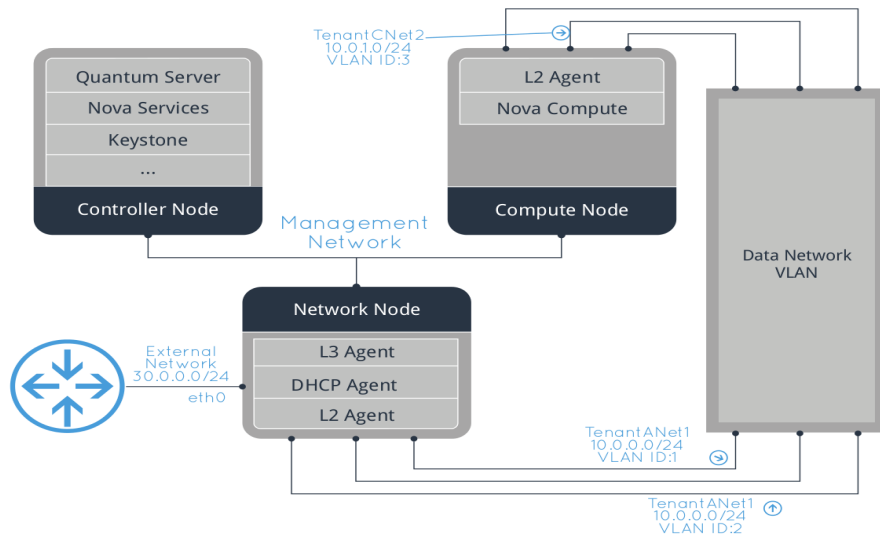 TenantCNet2
10.0.1.0/24
VLAN ID:3
Quantum Server
Nova Services
Keystone
...
Controller Node
L2 Agent
Nova Compute
Compute Node
Management
Network
Data Network
VLAN
Network Node
L3 Agent
DHCP Agent
L2 Agent
External
Network
30.0.0.0/24
eth0
TenantANet1
10.0.0.0/24
VLAN ID:1
TenantANet1
10.0.0.0/24
VLAN ID:2